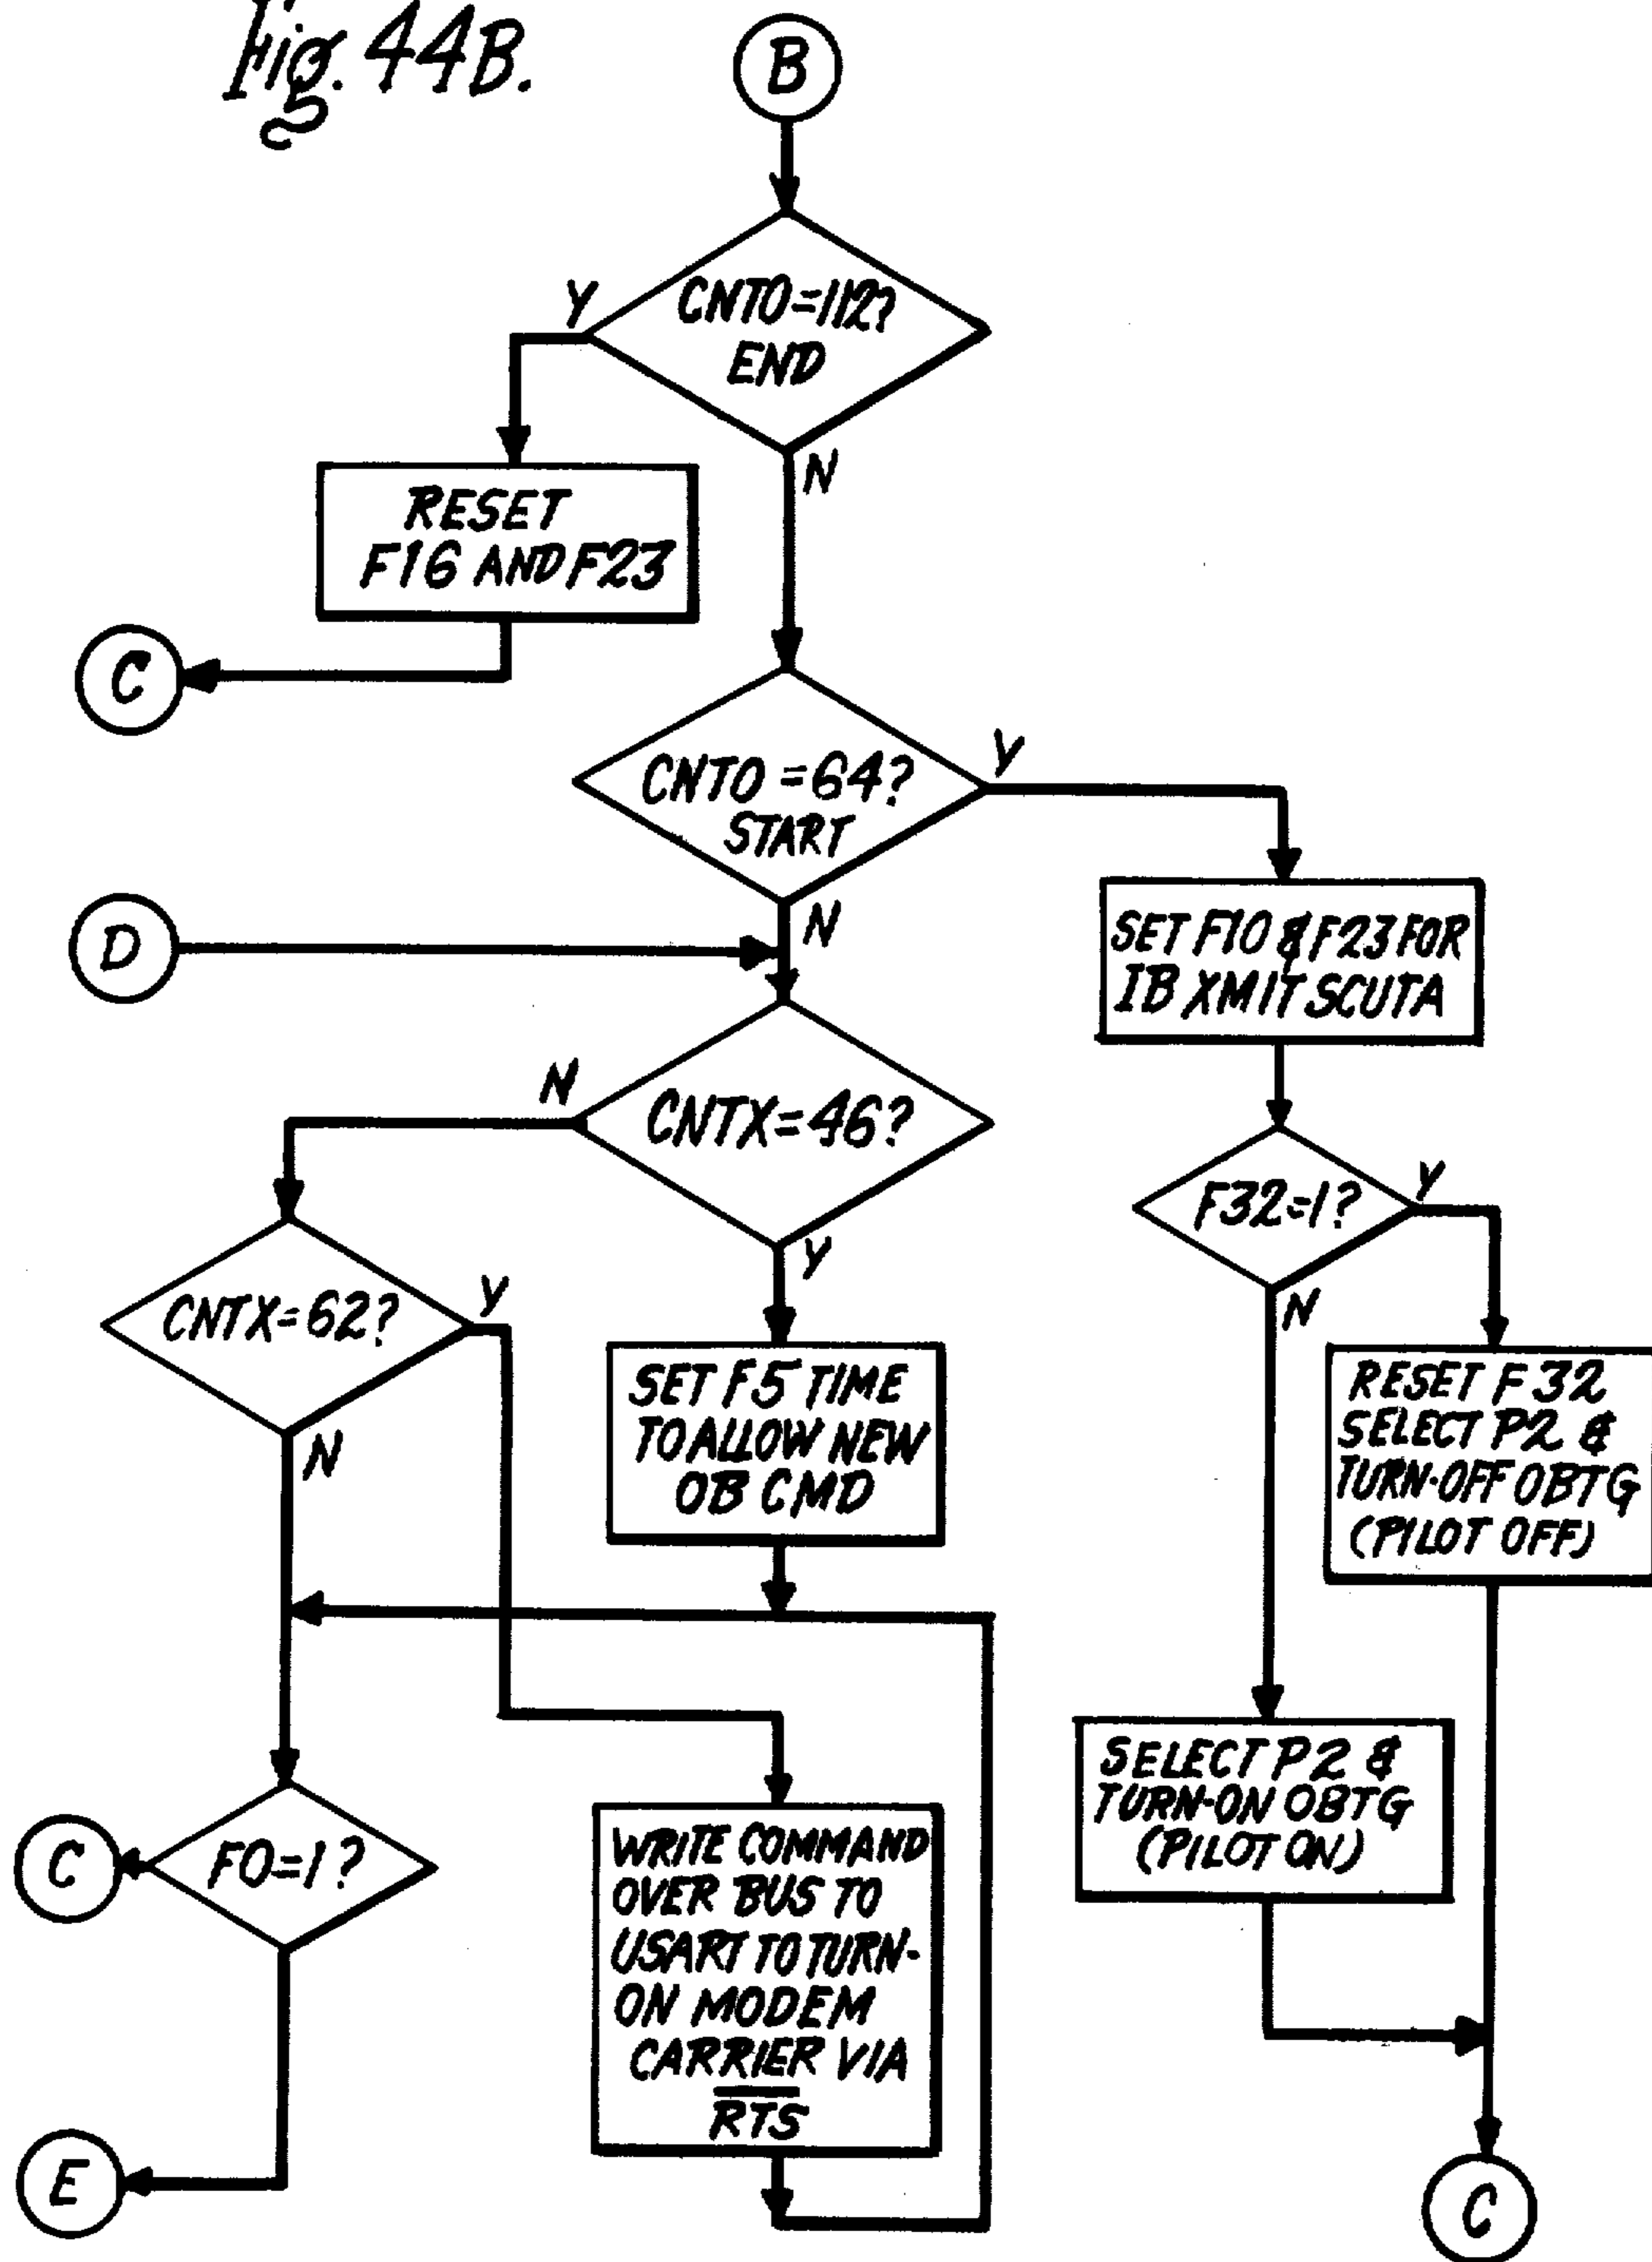 Fig. 44B.
B
CNTO=112?
END
Y
N
RESET
F16 AND F23
C
CNTO=64?
START
Y
N
D
SET F10 & F23 FOR
IB XMIT SCUTA
CNTX=46?
N
Y
F32=1?
Y
N
CNTX=62?
Y
N
SET F5 TIME
TO ALLOW NEW
OB CMD
RESET F32
SELECT P2 &
TURN-OFF OBTG
(PILOT OFF)
SELECT P2 &
TURN-ON OBTG
(PILOT ON)
C
FO=1?
WRITE COMMAND
OVER BUS TO
USART TO TURN-
ON MODEM
CARRIER VIA
RTS
E
C